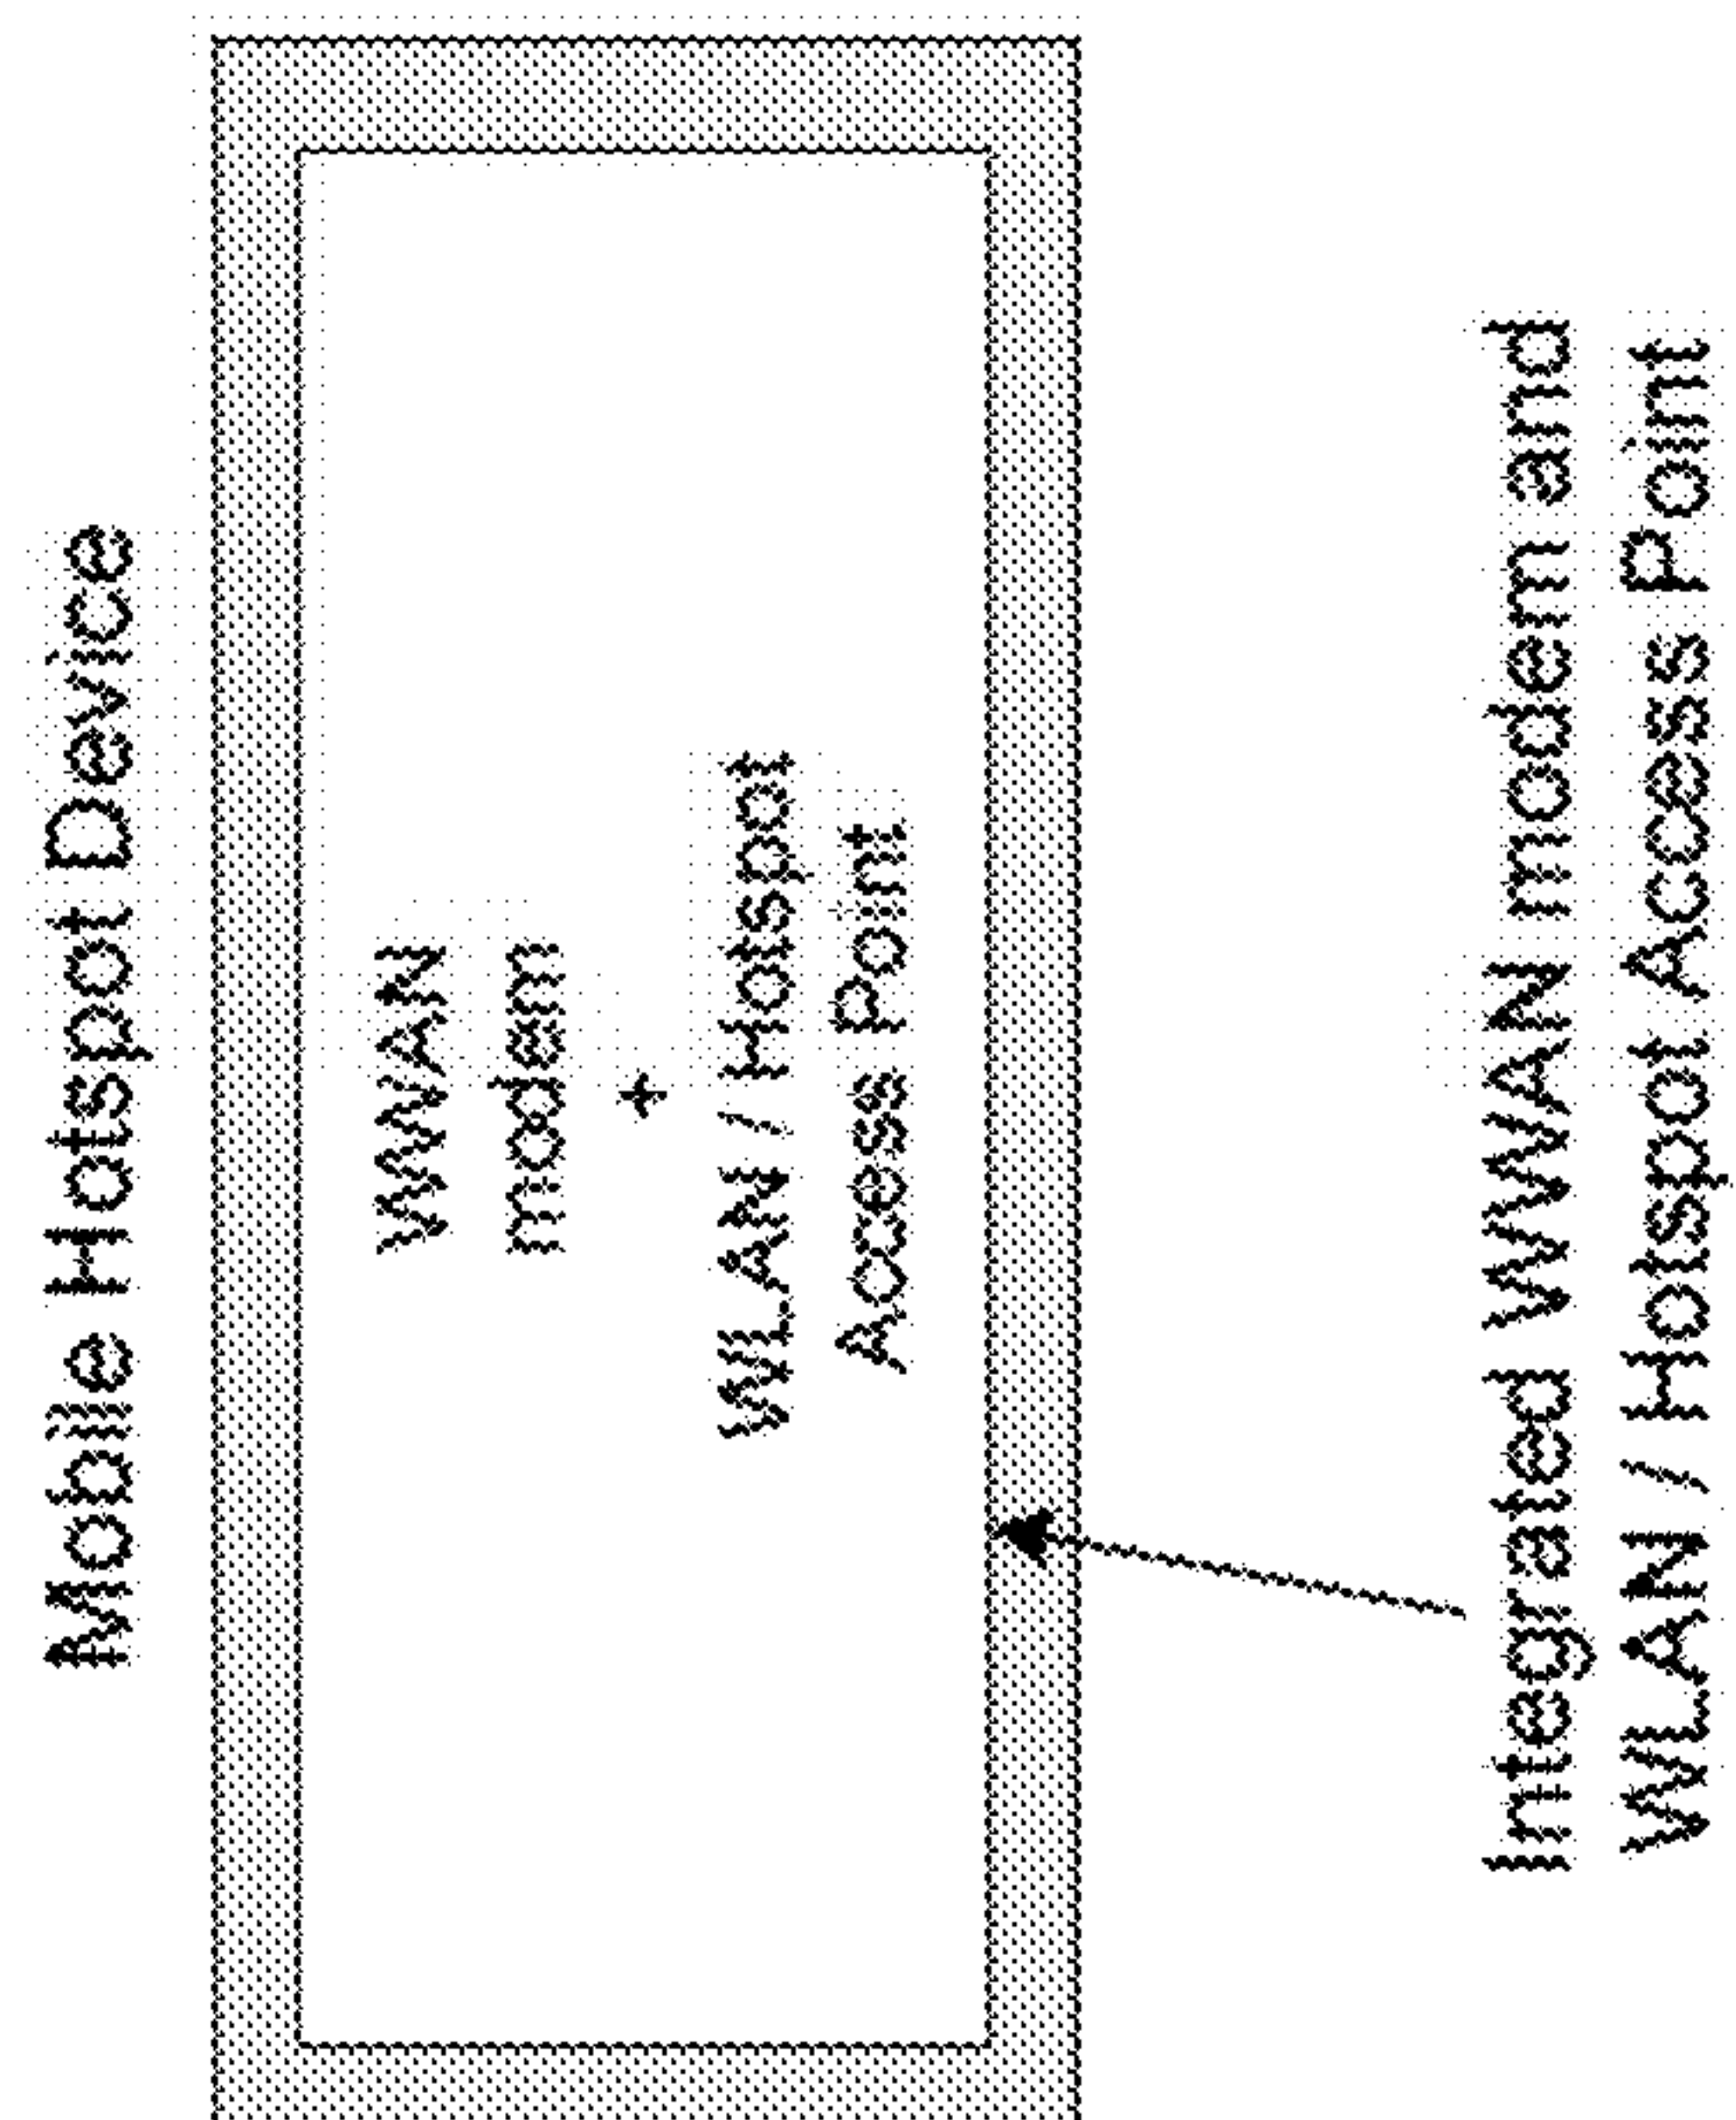 Mobile Hotspot Device
WWAN
modem
+
WLAN / Hotspot
Access Point
Integrated WWAN modem and
WLAN / Hotspot Access Point